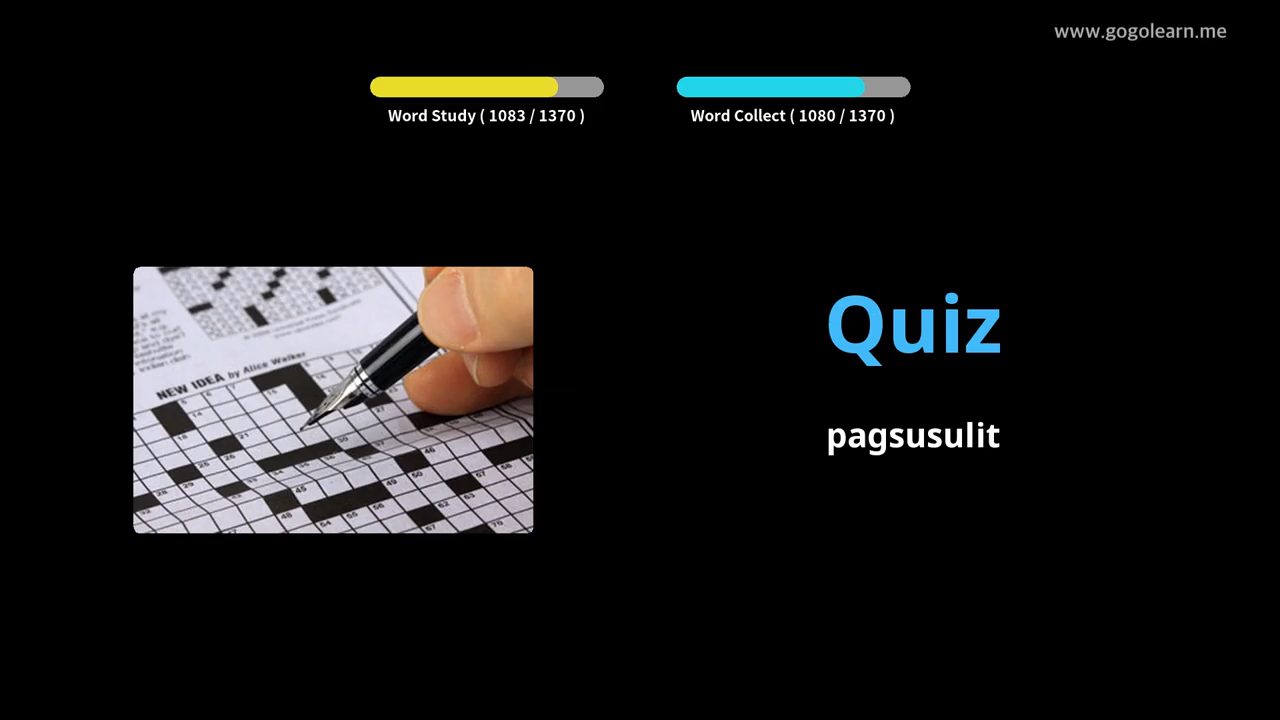 www.gogolearn.me
Word Study ( 1083 / 1370 )
Word Collect ( 1080 / 1370 )
NEW IDEA by Alice Walker
Quiz
pagsusulit